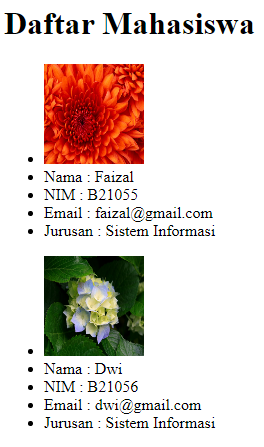 Daftar Mahasiswa
Nama : Faizal
NIM : B21055
Email : faizal@gmail.com
Jurusan : Sistem Informasi
Nama : Dwi
NIM : B21056
Email : dwi@gmail.com
Jurusan : Sistem Informasi